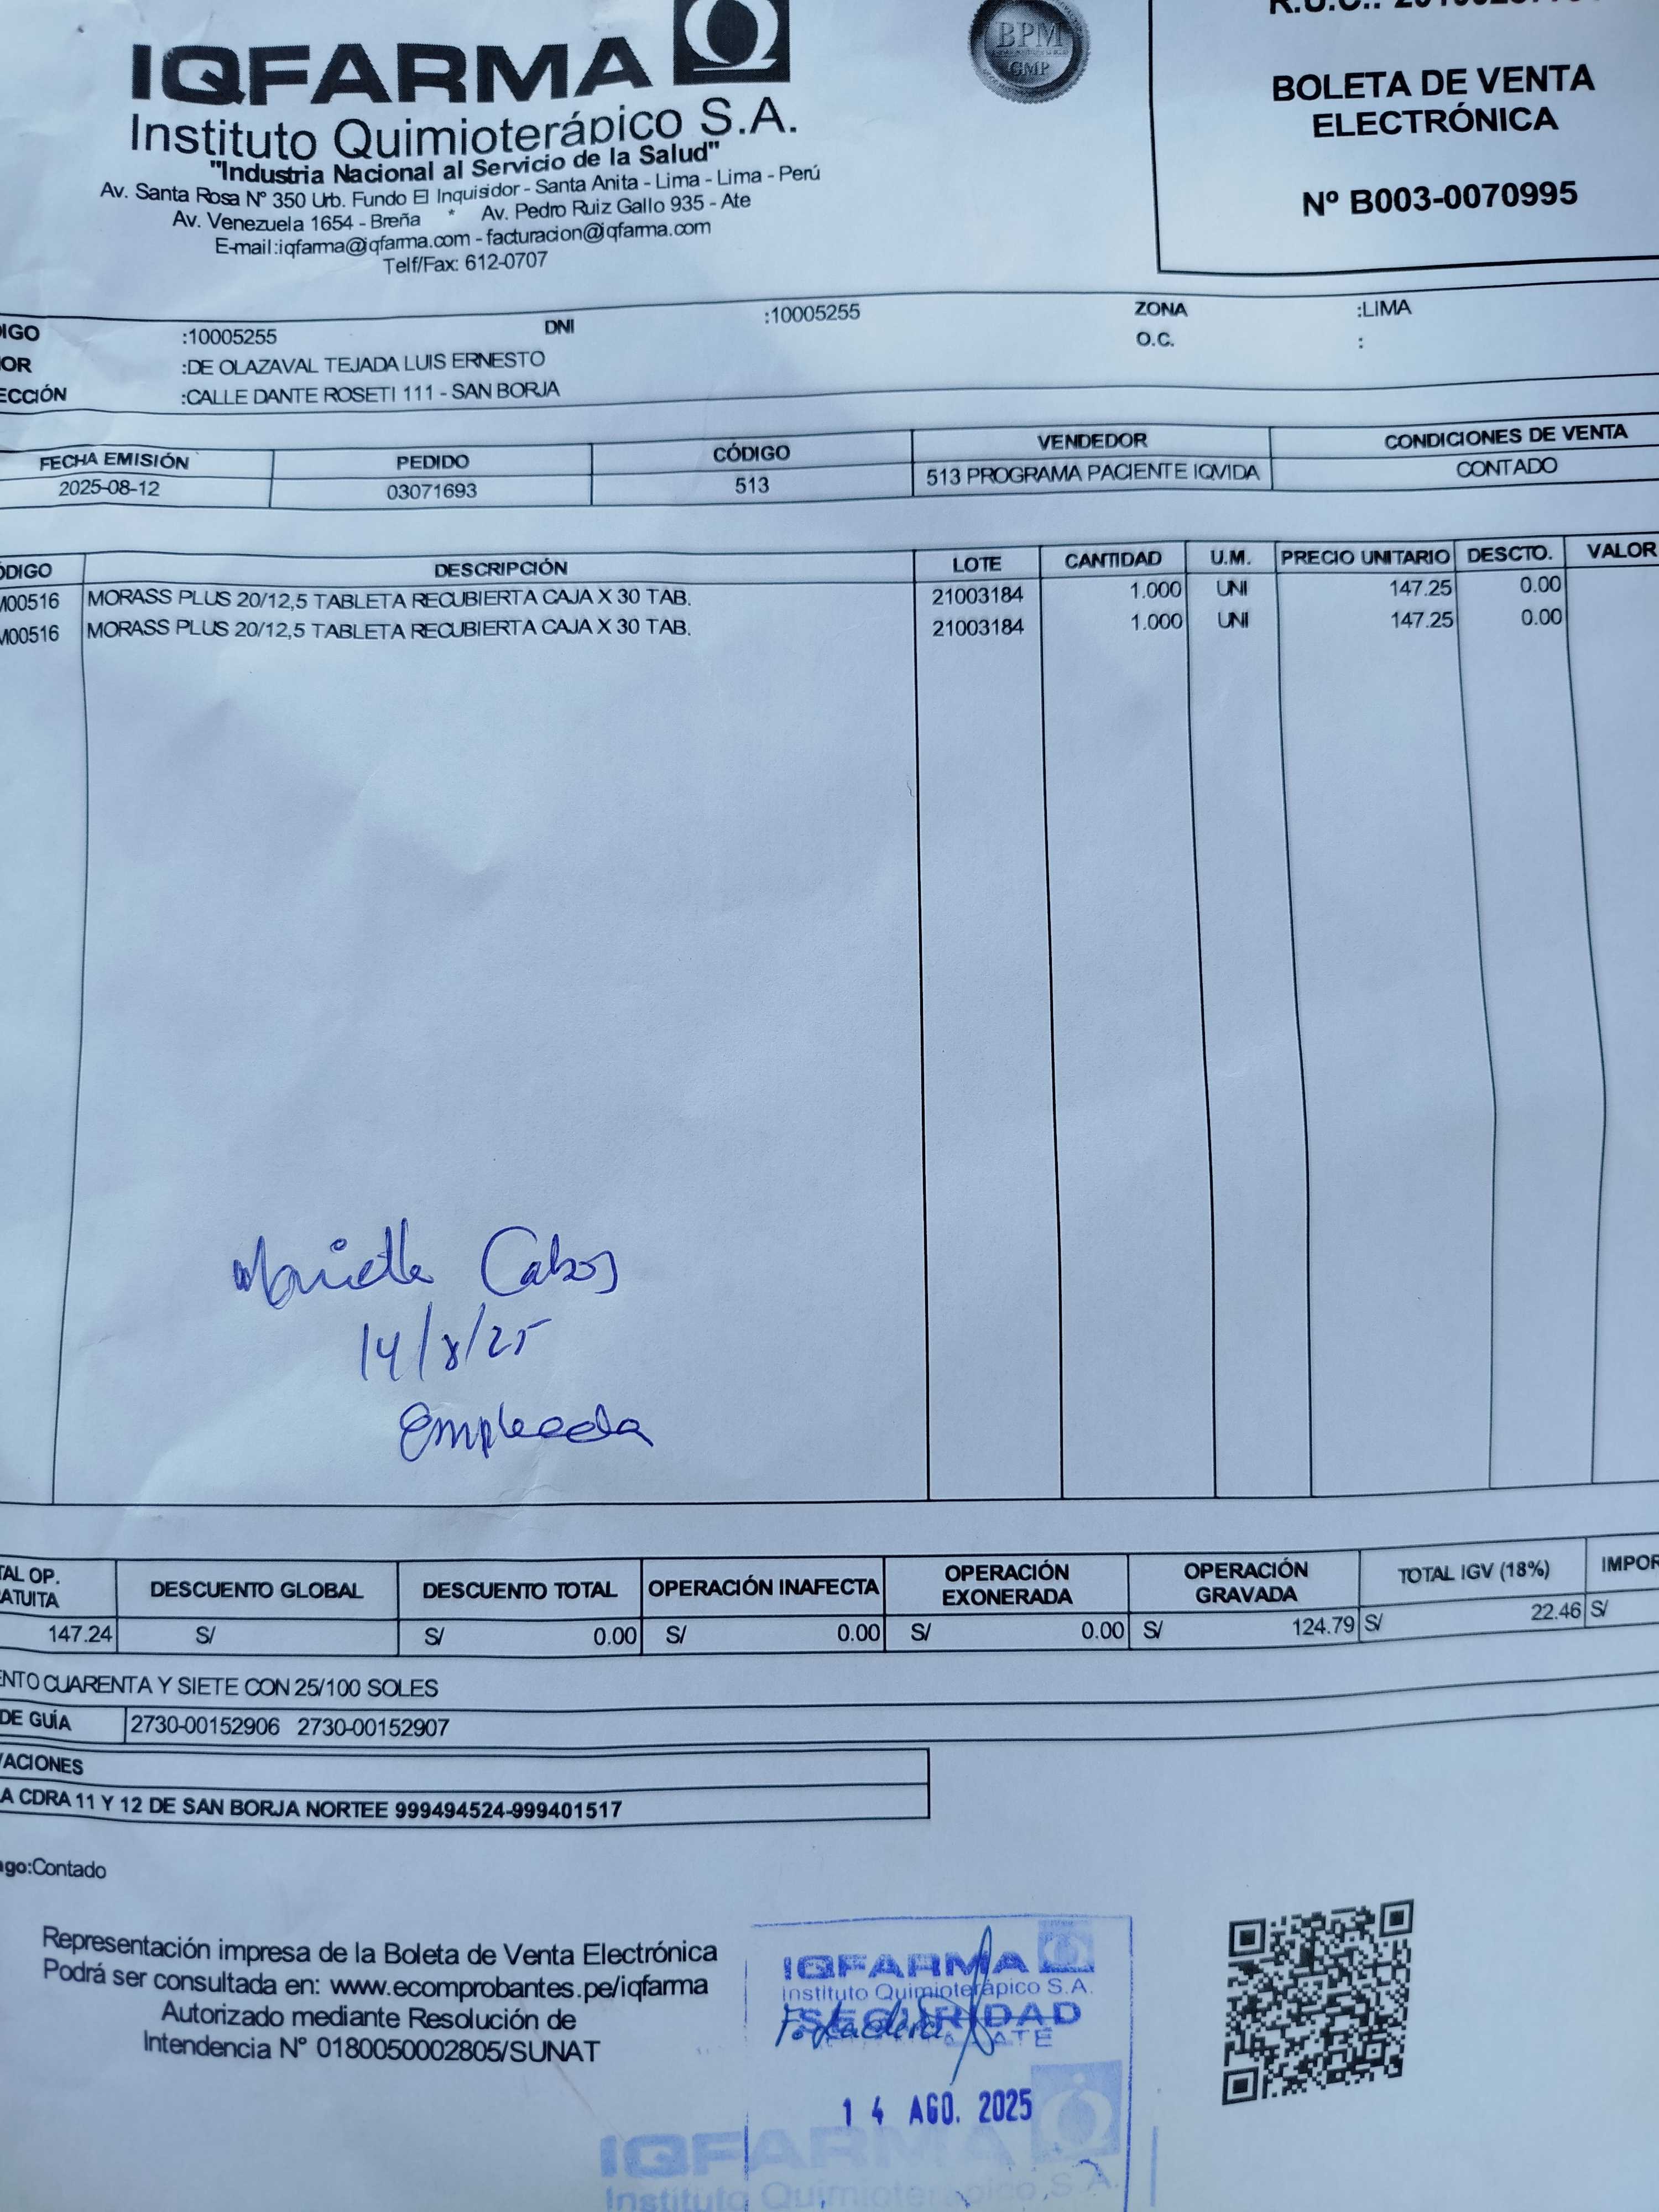 IQFARMA
Instituto Quimioterápico S.A.
"Industria Nacional al Servicio de la Salud"
Av. Santa Rosa Nº 350 Urb. Fundo El Inquisidor - Santa Anita - Lima - Lima - Perú
Av. Venezuela 1654 - Breña * Av. Pedro Ruiz Gallo 935 - Ate
E-mail:iqfarma@iqfarma.com - facturacion@iqfarma.com
Telf/Fax: 612-0707
BPM
GMP
BOLETA DE VENTA
ELECTRÓNICA
Nº B003-0070995
IGO :10005255 DNI :10005255 ZONA :LIMA
OR :DE OLAZAVAL TEJADA LUIS ERNESTO O.C. :
ECCIÓN :CALLE DANTE ROSETI 111 - SAN BORJA
FECHA EMISIÓN PEDIDO CÓDIGO VENDEDOR CONDICIONES DE VENTA
2025-08-12 03071693 513 513 PROGRAMA PACIENTE IQVIDA CONTADO
ÓDIGO DESCRIPCIÓN LOTE CANTIDAD U.M. PRECIO UNITARIO DESCTO. VALOR
M00516 MORASS PLUS 20/12,5 TABLETA RECUBIERTA CAJA X 30 TAB. 21003184 1.000 UNI 147.25 0.00
M00516 MORASS PLUS 20/12,5 TABLETA RECUBIERTA CAJA X 30 TAB. 21003184 1.000 UNI 147.25 0.00
14/8/25
Empleada
TAL OP. ATUITA DESCUENTO GLOBAL DESCUENTO TOTAL OPERACIÓN INAFECTA OPERACIÓN EXONERADA OPERACIÓN GRAVADA TOTAL IGV (18%) IMPOR
147.24 S/ S/ 0.00 S/ 0.00 S/ 0.00 S/ 124.79 S/ 22.46 S/
ENTO CUARENTA Y SIETE CON 25/100 SOLES
DE GUÍA 2730-00152906 2730-00152907
VACIONES
A CDRA 11 Y 12 DE SAN BORJA NORTEE 999494524-999401517
ago:Contado
Representación impresa de la Boleta de Venta Electrónica
Podrá ser consultada en: www.ecomprobantes.pe/iqfarma
Autorizado mediante Resolución de
Intendencia N° 0180050002805/SUNAT
IQFARMA
Instituto Quimioterápico S.A.
SEGURIDAD
ATE
14 AGO. 2025
IQFARMA
Instituto Quimioterapico S.A.